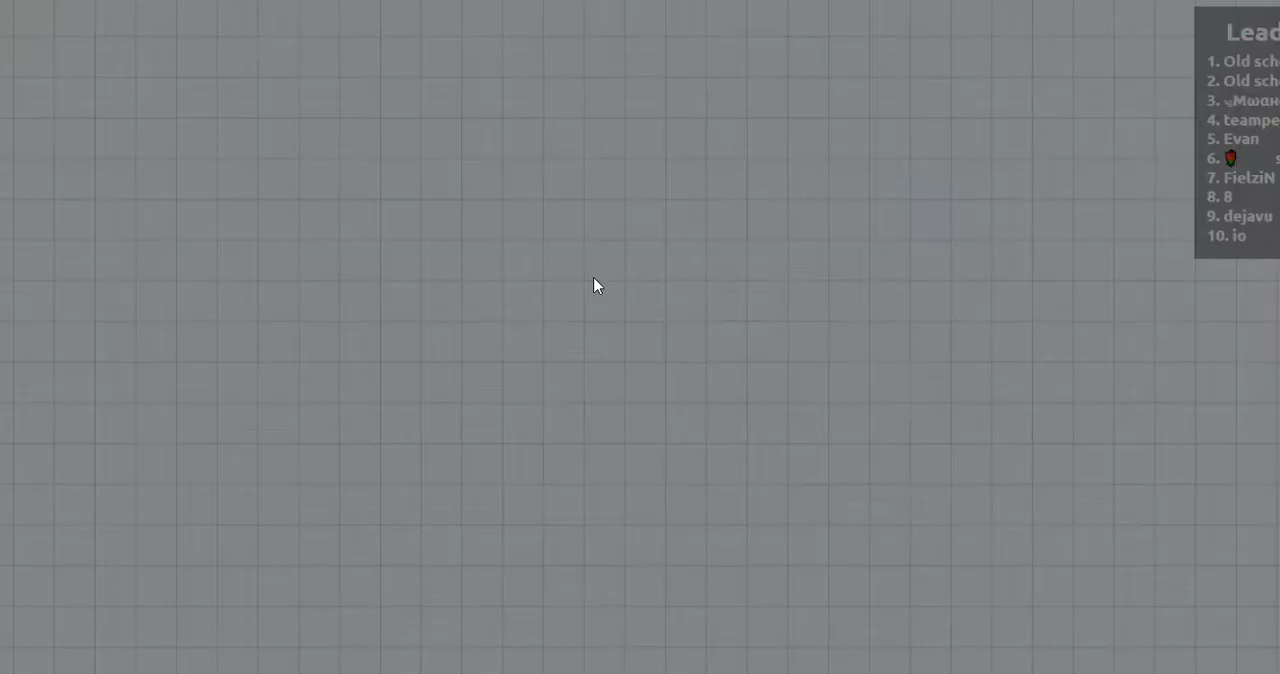 Lead
1. Old sch
2. Old sch
3. ঌMωαн
4. teampe
5. Evan
6. 🌹 s
7. FielziN
8. 8
9. dejavu
10. io